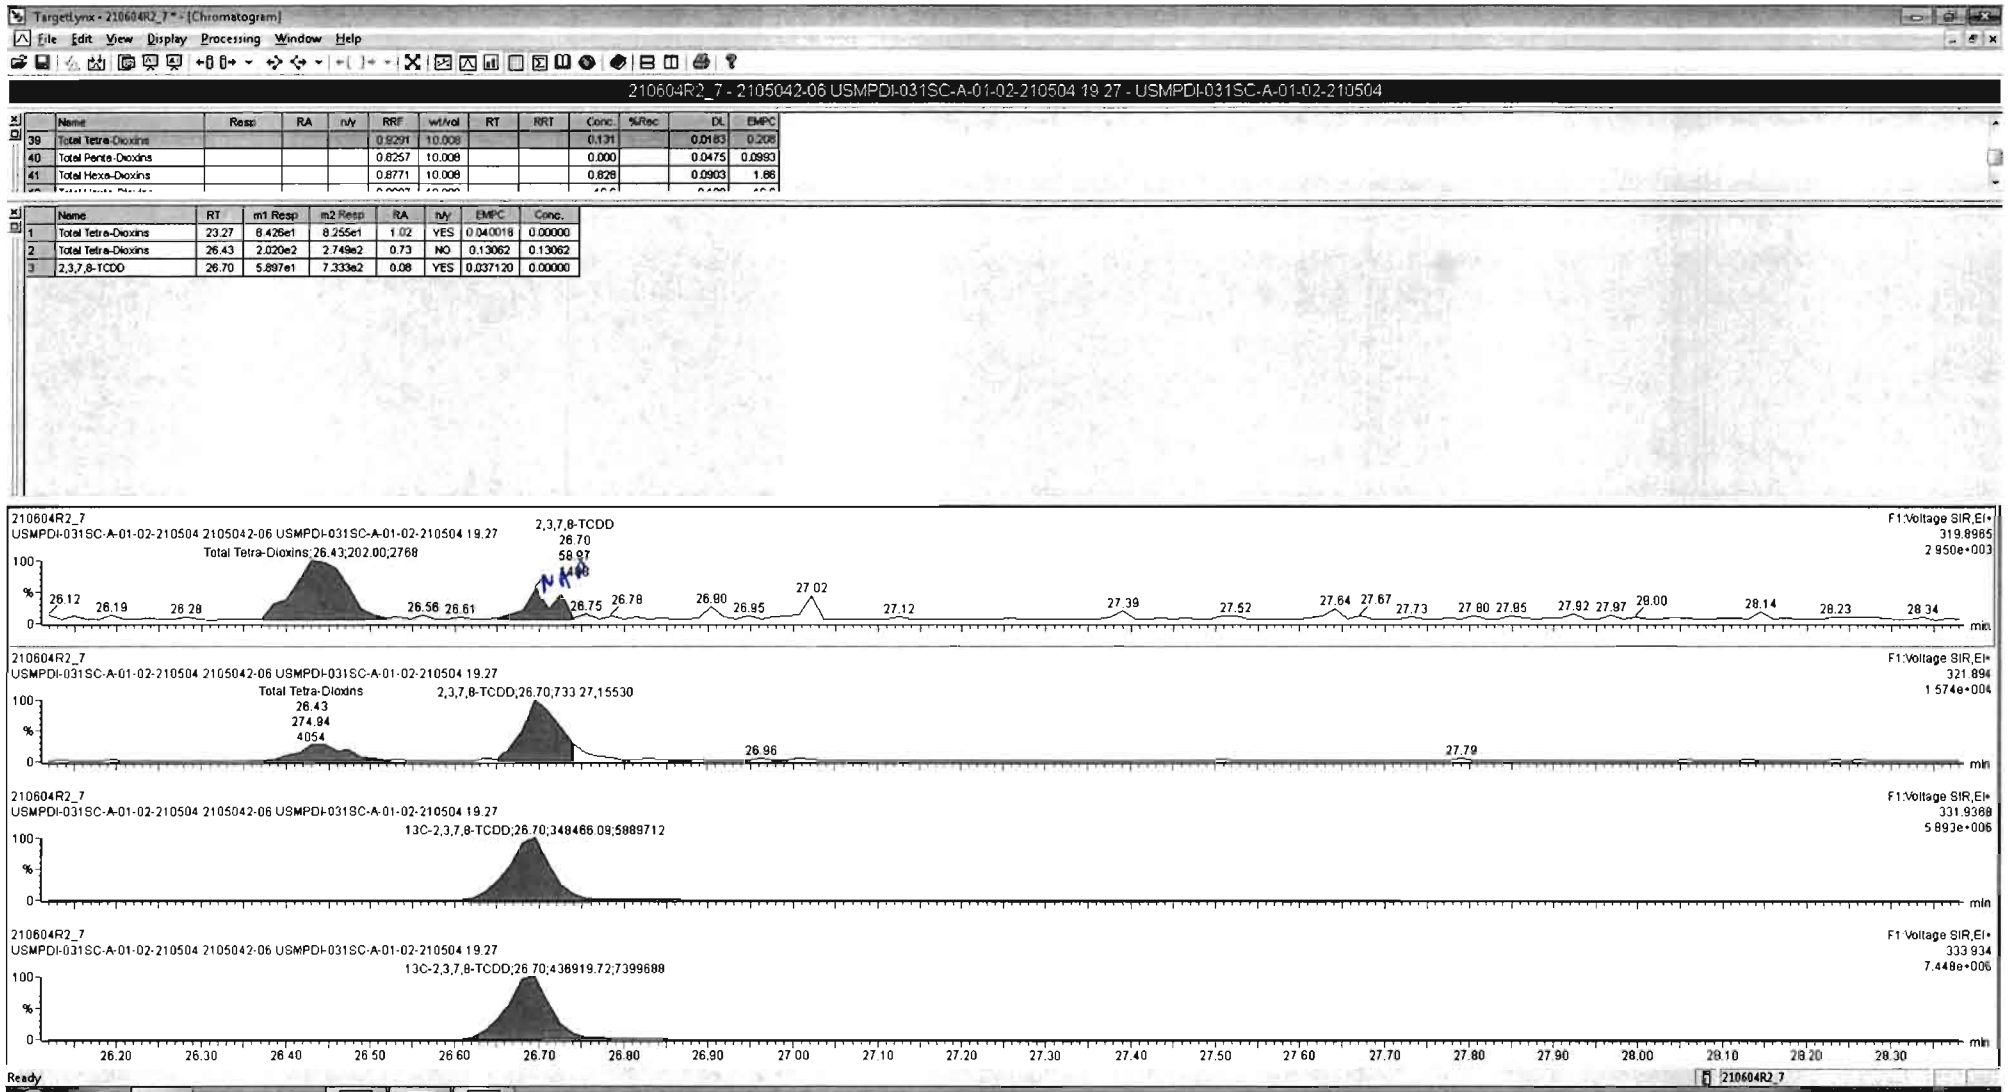 TargetLynx - 210604R2_7 * - [Chromatogram]
File Edit View Display Processing Window Help
210604R2_7 - 2105042-06 USMPDI-031SC-A-01-02-210504 19.27 - USMPDI-031SC-A-01-02-210504
Name Resp RA n/y RRF wt/vol RT RRT Conc. %Rec DL EMPC
39 Total Tetra-Dioxins 0.9291 10.008 0.131 0.0183 0.208
40 Total Penta-Dioxins 0.8257 10.008 0.000 0.0475 0.0993
41 Total Hexa-Dioxins 0.8771 10.008 0.828 0.0903 1.86
Name RT m1 Resp m2 Resp RA n/y EMPC Conc.
1 Total Tetra-Dioxins 23.27 8.426e1 8.255e1 1.02 YES 0.040018 0.00000
2 Total Tetra-Dioxins 26.43 2.020e2 2.749e2 0.73 NO 0.13062 0.13062
3 2,3,7,8-TCDD 26.70 5.897e1 7.333e2 0.08 YES 0.037120 0.00000
210604R2_7
USMPDI-031SC-A-01-02-210504 2105042-06 USMPDI-031SC-A-01-02-210504 19.27
F1:Voltage SIR,EI+
319.8965
2.950e+003
2,3,7,8-TCDD
26.70
58.97
Total Tetra-Dioxins;26.43;202.00;2768
100
%
0
26.12 26.19 26.28 26.56 26.61 26.75 26.78 26.90 26.95 27.02 27.12 27.39 27.52 27.64 27.67 27.73 27.80 27.85 27.92 27.97 28.00 28.14 28.23 28.34
min
210604R2_7
USMPDI-031SC-A-01-02-210504 2105042-06 USMPDI-031SC-A-01-02-210504 19.27
F1:Voltage SIR,EI+
321.894
1.574e+004
Total Tetra-Dioxins
26.43
274.94
4054
2,3,7,8-TCDD;26.70;733.27;15530
100
%
0
26.96 27.79
min
210604R2_7
USMPDI-031SC-A-01-02-210504 2105042-06 USMPDI-031SC-A-01-02-210504 19.27
F1:Voltage SIR,EI+
331.9368
5.893e+006
13C-2,3,7,8-TCDD;26.70;348466.09;5889712
100
%
0
min
210604R2_7
USMPDI-031SC-A-01-02-210504 2105042-06 USMPDI-031SC-A-01-02-210504 19.27
F1:Voltage SIR,EI+
333.934
7.448e+006
13C-2,3,7,8-TCDD;26.70;436919.72;7399688
100
%
0
min
26.20 26.30 26.40 26.50 26.60 26.70 26.80 26.90 27.00 27.10 27.20 27.30 27.40 27.50 27.60 27.70 27.80 27.90 28.00 28.10 28.20 28.30
Ready
210604R2_7